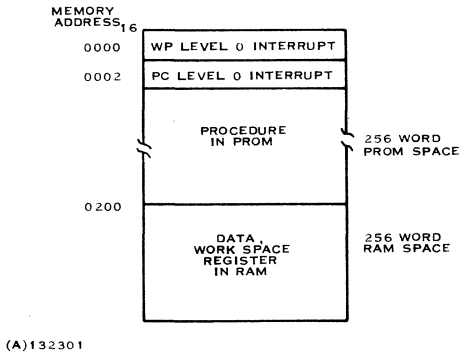 MEMORY
ADDRESS16
0000 WP LEVEL 0 INTERRUPT
0002 PC LEVEL 0 INTERRUPT
PROCEDURE
IN PROM
256 WORD
PROM SPACE
0200
DATA,
WORK SPACE
REGISTER
IN RAM
256 WORD
RAM SPACE
(A)132301